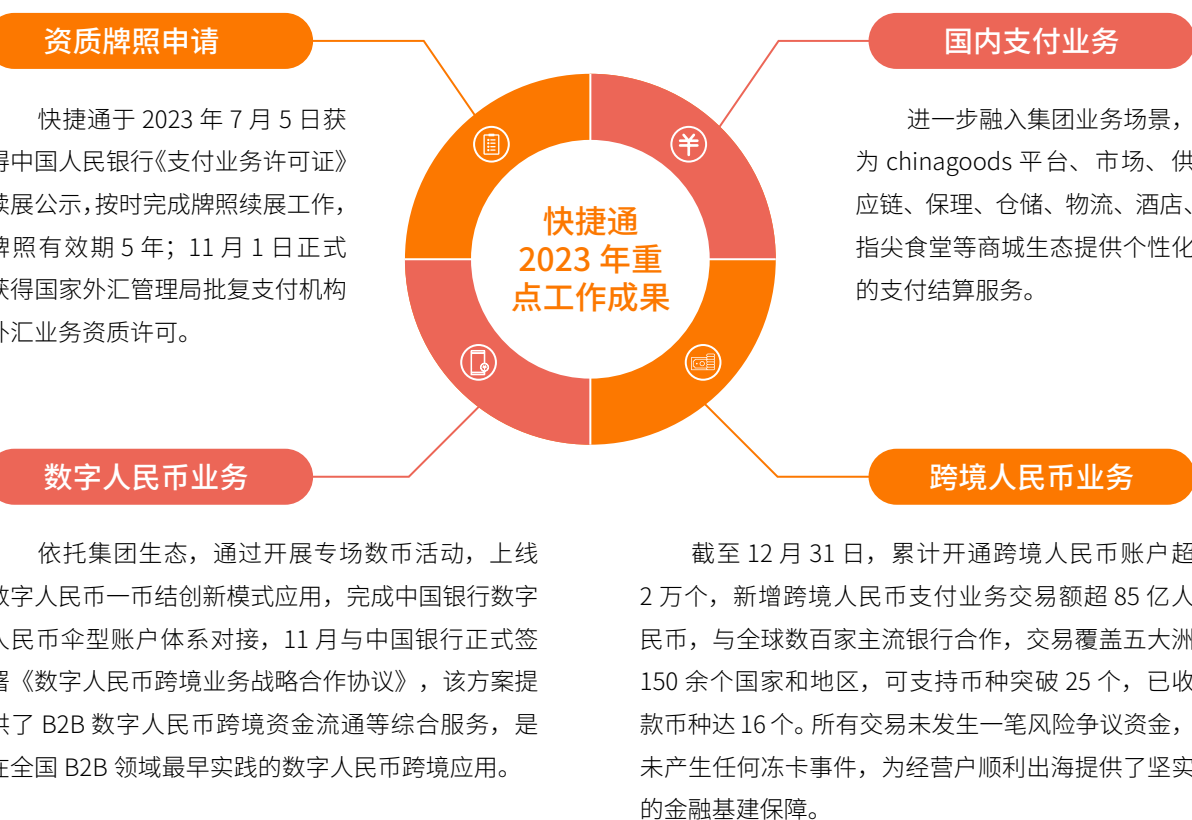 资质牌照申请
快捷通于 2023 年 7 月 5 日获
得中国人民银行《支付业务许可证》
续展公示，按时完成牌照续展工作，
牌照有效期 5 年；11 月 1 日正式
获得国家外汇管理局批复支付机构
外汇业务资质许可。
国内支付业务
进一步融入集团业务场景，
为 chinagoods 平台、市场、供
应链、保理、仓储、物流、酒店、
指尖食堂等商城生态提供个性化
的支付结算服务。
快捷通
2023 年重
点工作成果
数字人民币业务
依托集团生态，通过开展专场数币活动，上线
数字人民币一币结创新模式应用，完成中国银行数字
人民币伞型账户体系对接，11 月与中国银行正式签
署《数字人民币跨境业务战略合作协议》，该方案提
供了 B2B 数字人民币跨境资金流通等综合服务，是
在全国 B2B 领域最早实践的数字人民币跨境应用。
跨境人民币业务
截至 12 月 31 日，累计开通跨境人民币账户超
2 万个，新增跨境人民币支付业务交易额超 85 亿人
民币，与全球数百家主流银行合作，交易覆盖五大洲
150 余个国家和地区，可支持币种突破 25 个，已收
款币种达 16 个。所有交易未发生一笔风险争议资金，
未产生任何冻卡事件，为经营户顺利出海提供了坚实
的金融基建保障。